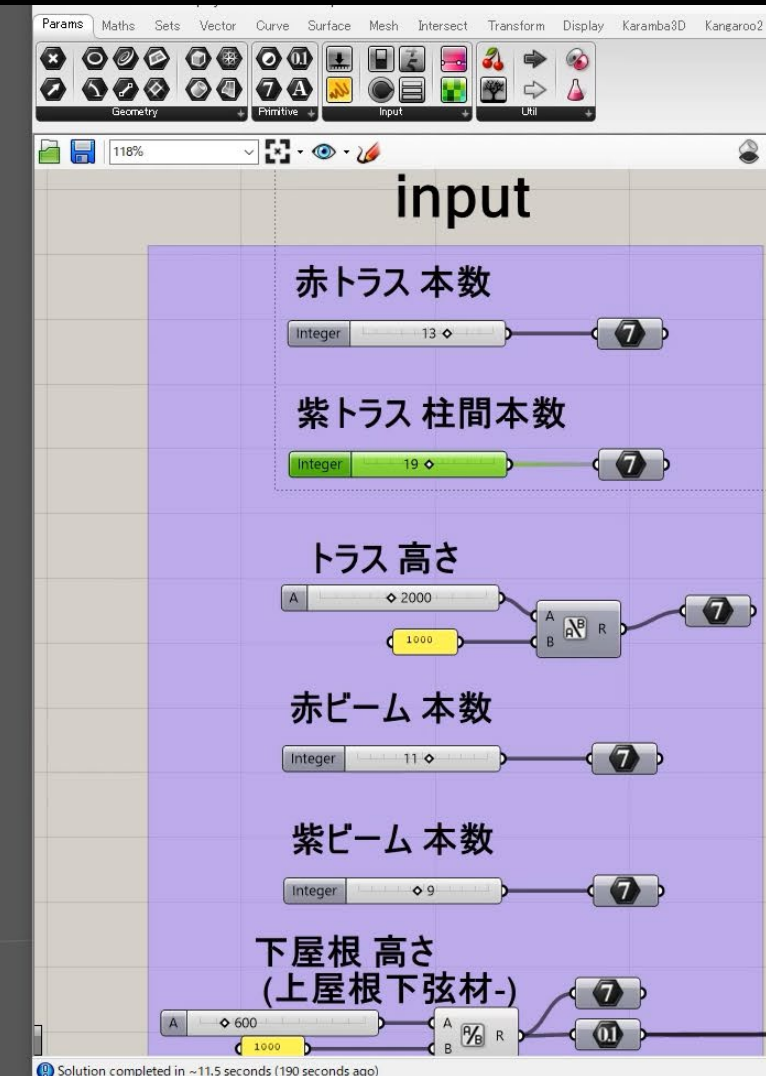 Params Maths Sets Vector Curve Surface Mesh Intersect Transform Display Karamba3D Kangaroo2
Geometry Primitive Input Util
118%
input
赤トラス 本数
Integer 13
紫トラス 柱間本数
Integer 19
トラス 高さ
A 2000
1000
A
B
R
赤ビーム 本数
Integer 11
紫ビーム 本数
Integer 9
下屋根 高さ
(上屋根下弦材-)
A 600
1000
A
B
R
Solution completed in ~11.5 seconds (190 seconds ago)